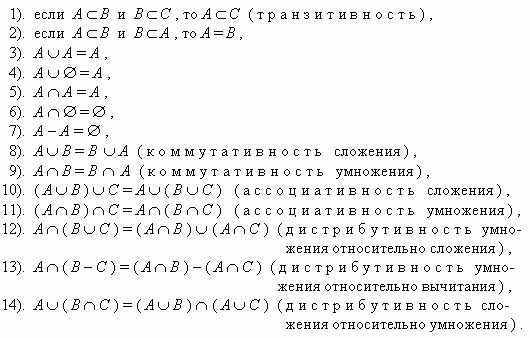 1). если A⊂B и B⊂C, то A⊂C (транзитивность),
2). если A⊂B и B⊂A, то A=B,
3). A∪A=A,
4). A∪∅=A,
5). A∩A=A,
6). A∩∅=∅,
7). A−A=∅,
8). A∪B=B∪A (коммутативность сложения),
9). A∩B=B∩A (коммутативность умножения),
10). (A∪B)∪C=A∪(B∪C) (ассоциативность сложения),
11). (A∩B)∩C=A∩(B∩C) (ассоциативность умножения),
12). A∩(B∪C)=(A∩B)∪(A∩C) (дистрибутивность умно-
жения относительно сложения),
13). A∩(B−C)=(A∩B)−(A∩C) (дистрибутивность умно-
жения относительно вычитания),
14). A∪(B∩C)=(A∪B)∩(A∪C) (дистрибутивность сло-
жения относительно умножения).